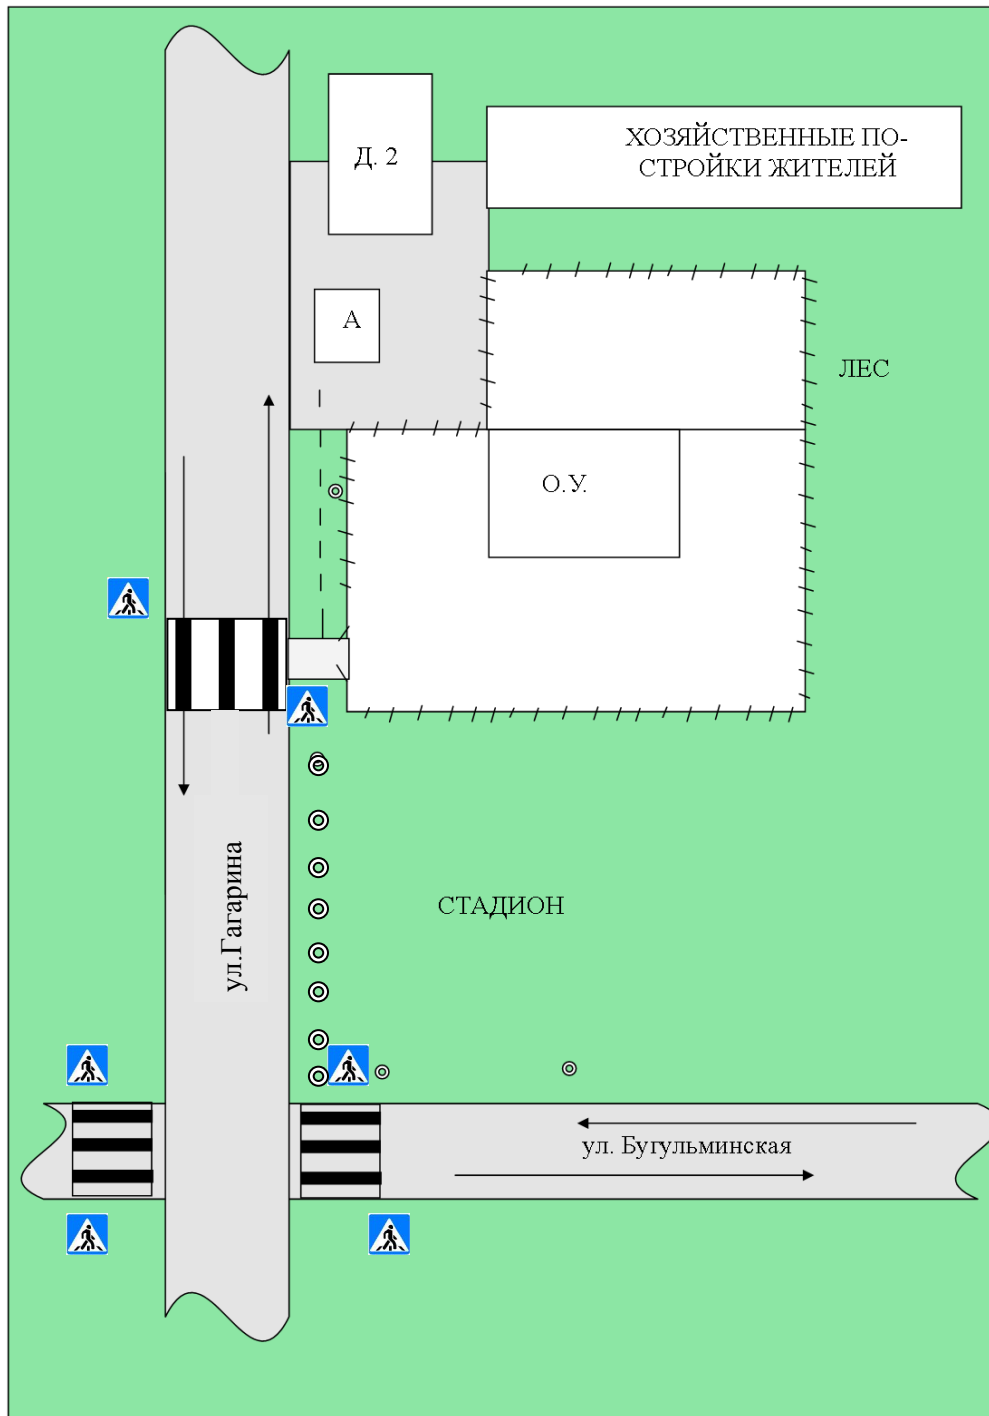 Д. 2
ХОЗЯЙСТВЕННЫЕ ПО-
СТРОЙКИ ЖИТЕЛЕЙ
А
ЛЕС
О.У.
ул.Гагарина
СТАДИОН
ул. Бугульминская